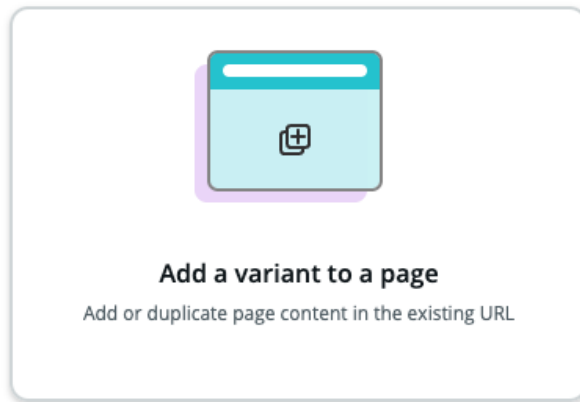 Add a variant to a page
Add or duplicate page content in the existing URL